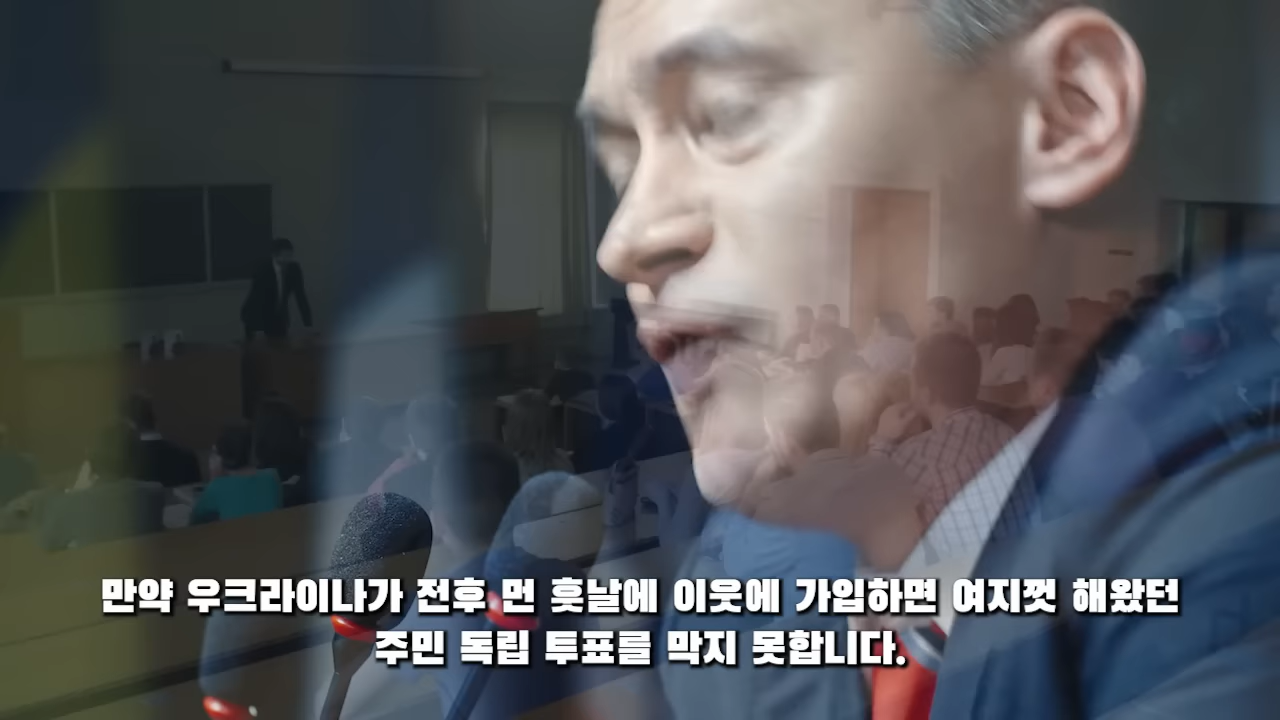 만약 우크라이나가 전후 먼 훗날에 이웃에 가입하면 여지껏 해왔던
주민 독립 투표를 막지 못합니다.